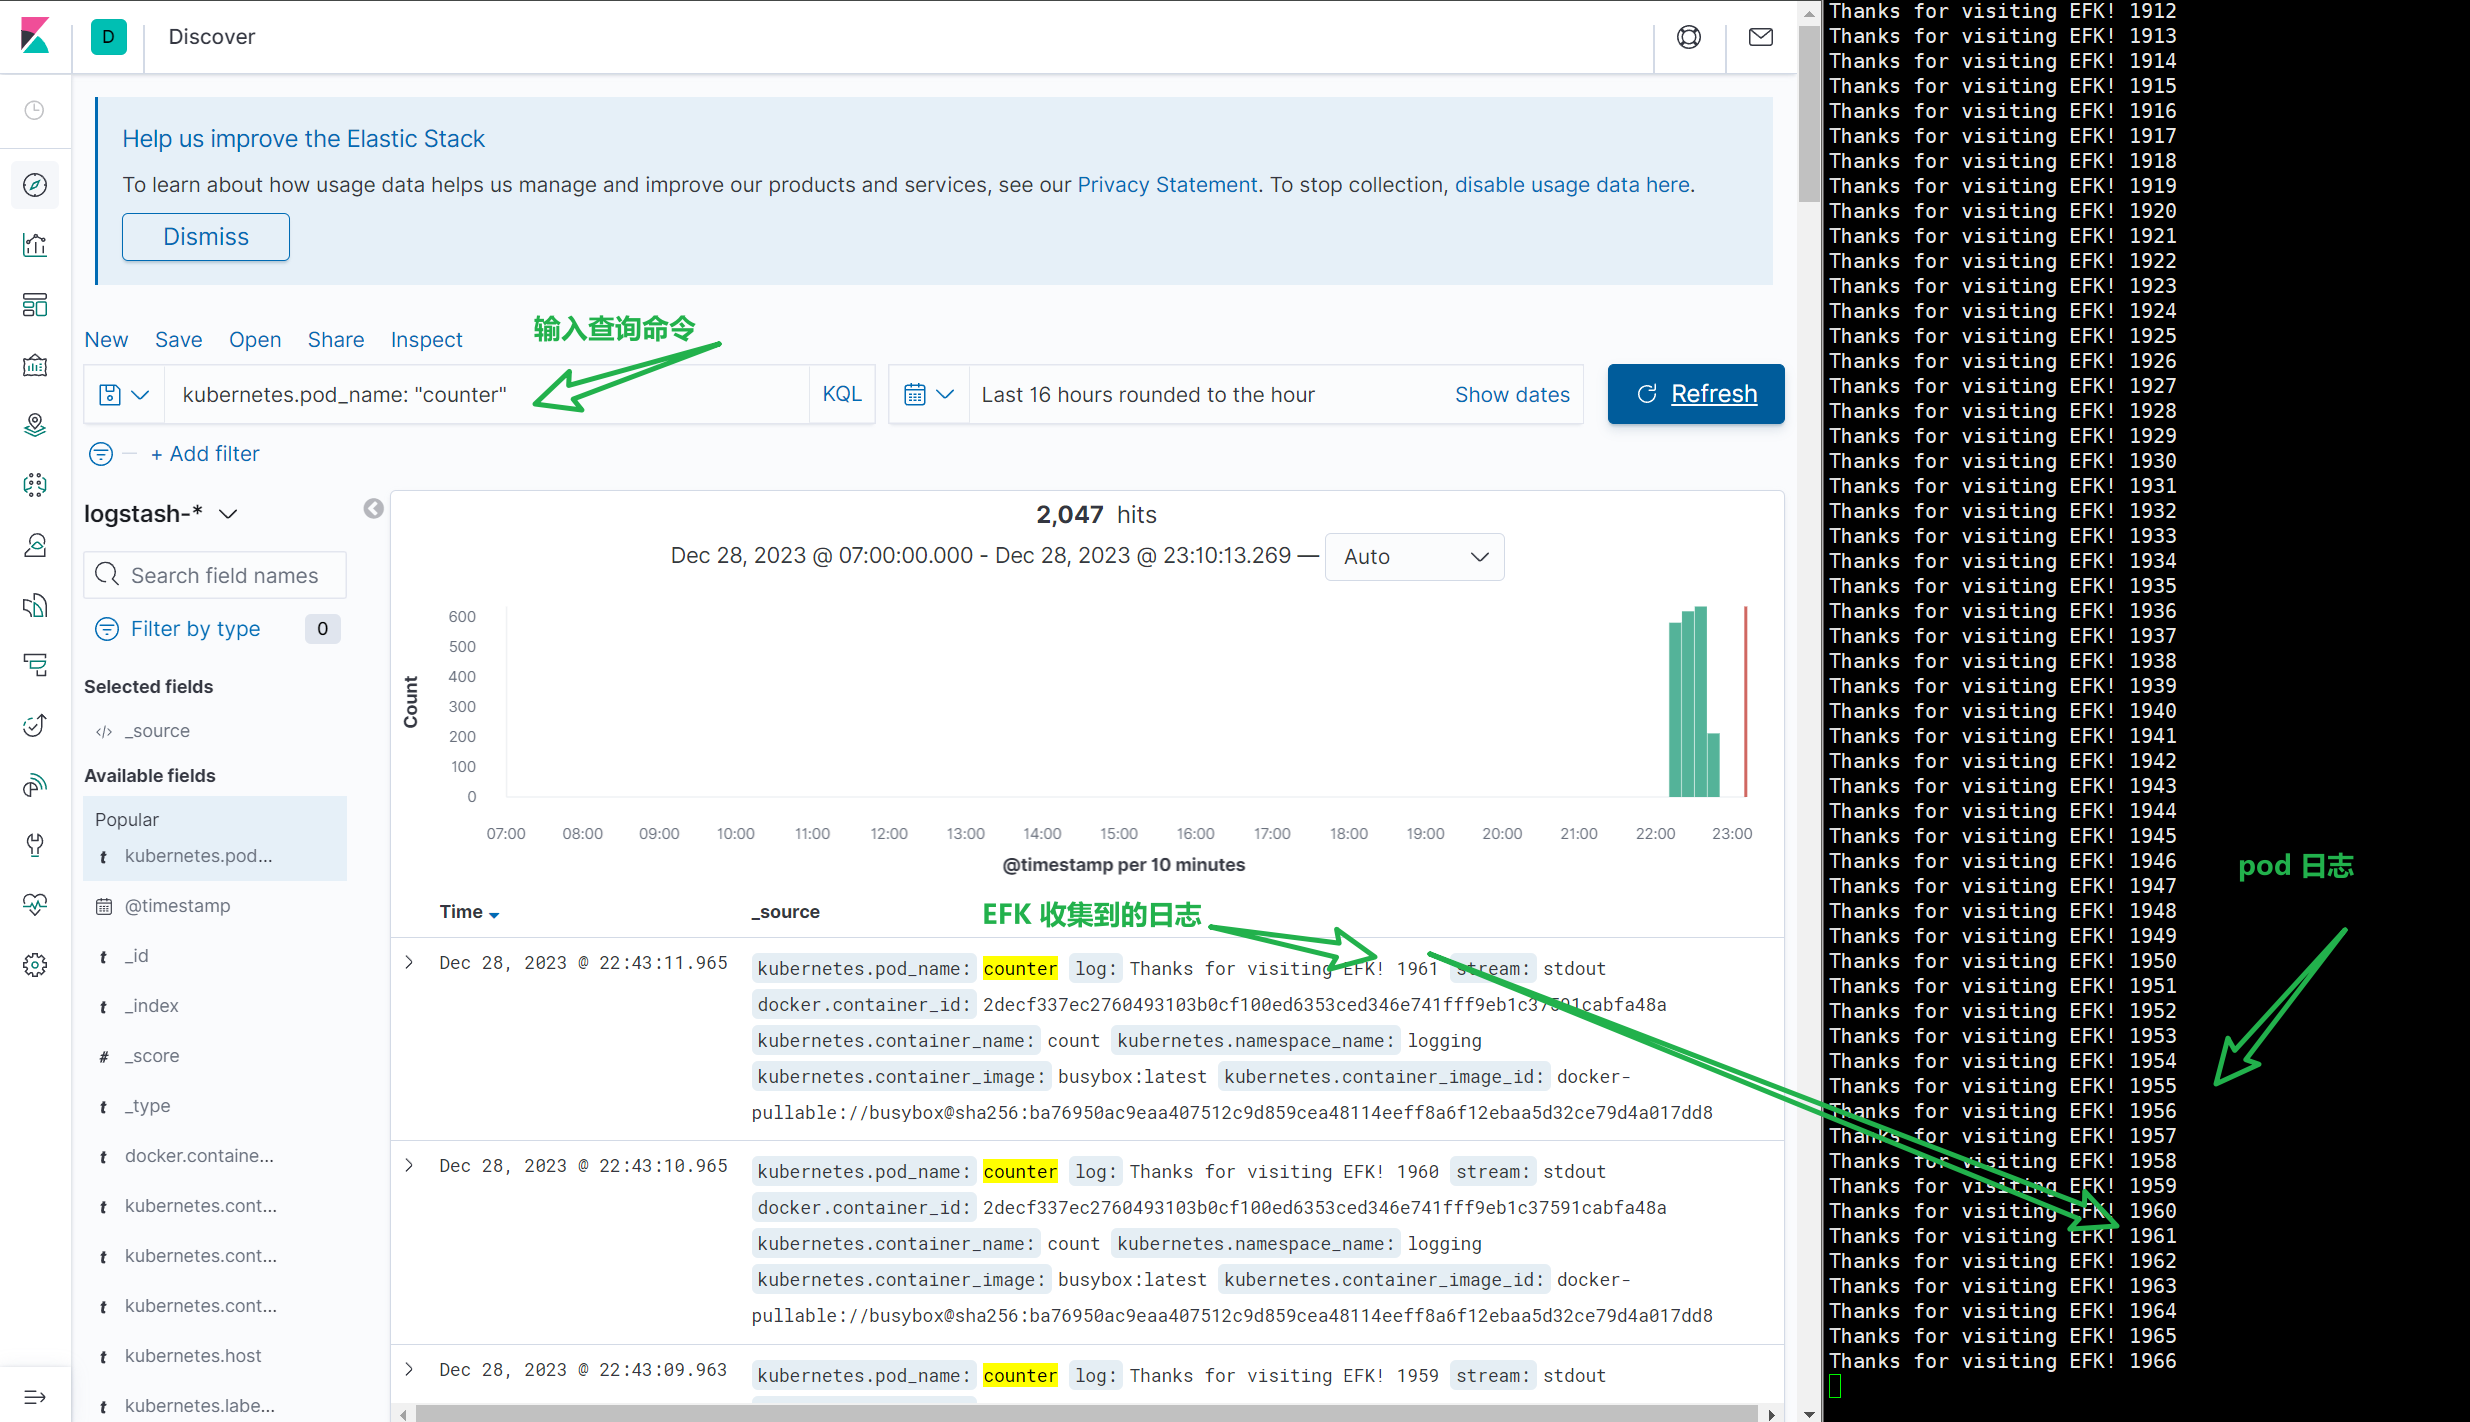 D
Discover
Help us improve the Elastic Stack
To learn about how usage data helps us manage and improve our products and services, see our Privacy Statement. To stop collection, disable usage data here.
Dismiss
New Save Open Share Inspect
输入查询命令
kubernetes.pod_name: "counter"
KQL
Last 16 hours rounded to the hour
Show dates
Refresh
+ Add filter
logstash-*
Search field names
Filter by type 0
Selected fields
_source
Available fields
Popular
t kubernetes.pod...
@timestamp
t _id
t _index
# _score
t _type
t docker.containe...
t kubernetes.cont...
t kubernetes.cont...
t kubernetes.cont...
t kubernetes.host
t kubernetes.labe...
2,047 hits
Dec 28, 2023 @ 07:00:00.000 - Dec 28, 2023 @ 23:10:13.269 —
Auto
Count
600
500
400
300
200
100
0
07:00 08:00 09:00 10:00 11:00 12:00 13:00 14:00 15:00 16:00 17:00 18:00 19:00 20:00 21:00 22:00 23:00
@timestamp per 10 minutes
Time
_source
EFK 收集到的日志
Dec 28, 2023 @ 22:43:11.965
kubernetes.pod_name: counter log: Thanks for visiting EFK! 1961 stream: stdout
docker.container_id: 2decf337ec2760493103b0cf100ed6353ced346e741fff9eb1c37591cabfa48a
kubernetes.container_name: count kubernetes.namespace_name: logging
kubernetes.container_image: busybox:latest kubernetes.container_image_id: docker-
pullable://busybox@sha256:ba76950ac9eaa407512c9d859cea48114eeff8a6f12ebaa5d32ce79d4a017dd8
Dec 28, 2023 @ 22:43:10.965
kubernetes.pod_name: counter log: Thanks for visiting EFK! 1960 stream: stdout
docker.container_id: 2decf337ec2760493103b0cf100ed6353ced346e741fff9eb1c37591cabfa48a
kubernetes.container_name: count kubernetes.namespace_name: logging
kubernetes.container_image: busybox:latest kubernetes.container_image_id: docker-
pullable://busybox@sha256:ba76950ac9eaa407512c9d859cea48114eeff8a6f12ebaa5d32ce79d4a017dd8
Dec 28, 2023 @ 22:43:09.963
kubernetes.pod_name: counter log: Thanks for visiting EFK! 1959 stream: stdout
Thanks for visiting EFK! 1912
Thanks for visiting EFK! 1913
Thanks for visiting EFK! 1914
Thanks for visiting EFK! 1915
Thanks for visiting EFK! 1916
Thanks for visiting EFK! 1917
Thanks for visiting EFK! 1918
Thanks for visiting EFK! 1919
Thanks for visiting EFK! 1920
Thanks for visiting EFK! 1921
Thanks for visiting EFK! 1922
Thanks for visiting EFK! 1923
Thanks for visiting EFK! 1924
Thanks for visiting EFK! 1925
Thanks for visiting EFK! 1926
Thanks for visiting EFK! 1927
Thanks for visiting EFK! 1928
Thanks for visiting EFK! 1929
Thanks for visiting EFK! 1930
Thanks for visiting EFK! 1931
Thanks for visiting EFK! 1932
Thanks for visiting EFK! 1933
Thanks for visiting EFK! 1934
Thanks for visiting EFK! 1935
Thanks for visiting EFK! 1936
Thanks for visiting EFK! 1937
Thanks for visiting EFK! 1938
Thanks for visiting EFK! 1939
Thanks for visiting EFK! 1940
Thanks for visiting EFK! 1941
Thanks for visiting EFK! 1942
Thanks for visiting EFK! 1943
Thanks for visiting EFK! 1944
Thanks for visiting EFK! 1945
Thanks for visiting EFK! 1946
Thanks for visiting EFK! 1947
Thanks for visiting EFK! 1948
Thanks for visiting EFK! 1949
Thanks for visiting EFK! 1950
Thanks for visiting EFK! 1951
Thanks for visiting EFK! 1952
Thanks for visiting EFK! 1953
Thanks for visiting EFK! 1954
Thanks for visiting EFK! 1955
Thanks for visiting EFK! 1956
Thanks for visiting EFK! 1957
Thanks for visiting EFK! 1958
Thanks for visiting EFK! 1959
Thanks for visiting EFK! 1960
Thanks for visiting EFK! 1961
Thanks for visiting EFK! 1962
Thanks for visiting EFK! 1963
Thanks for visiting EFK! 1964
Thanks for visiting EFK! 1965
Thanks for visiting EFK! 1966
pod 日志